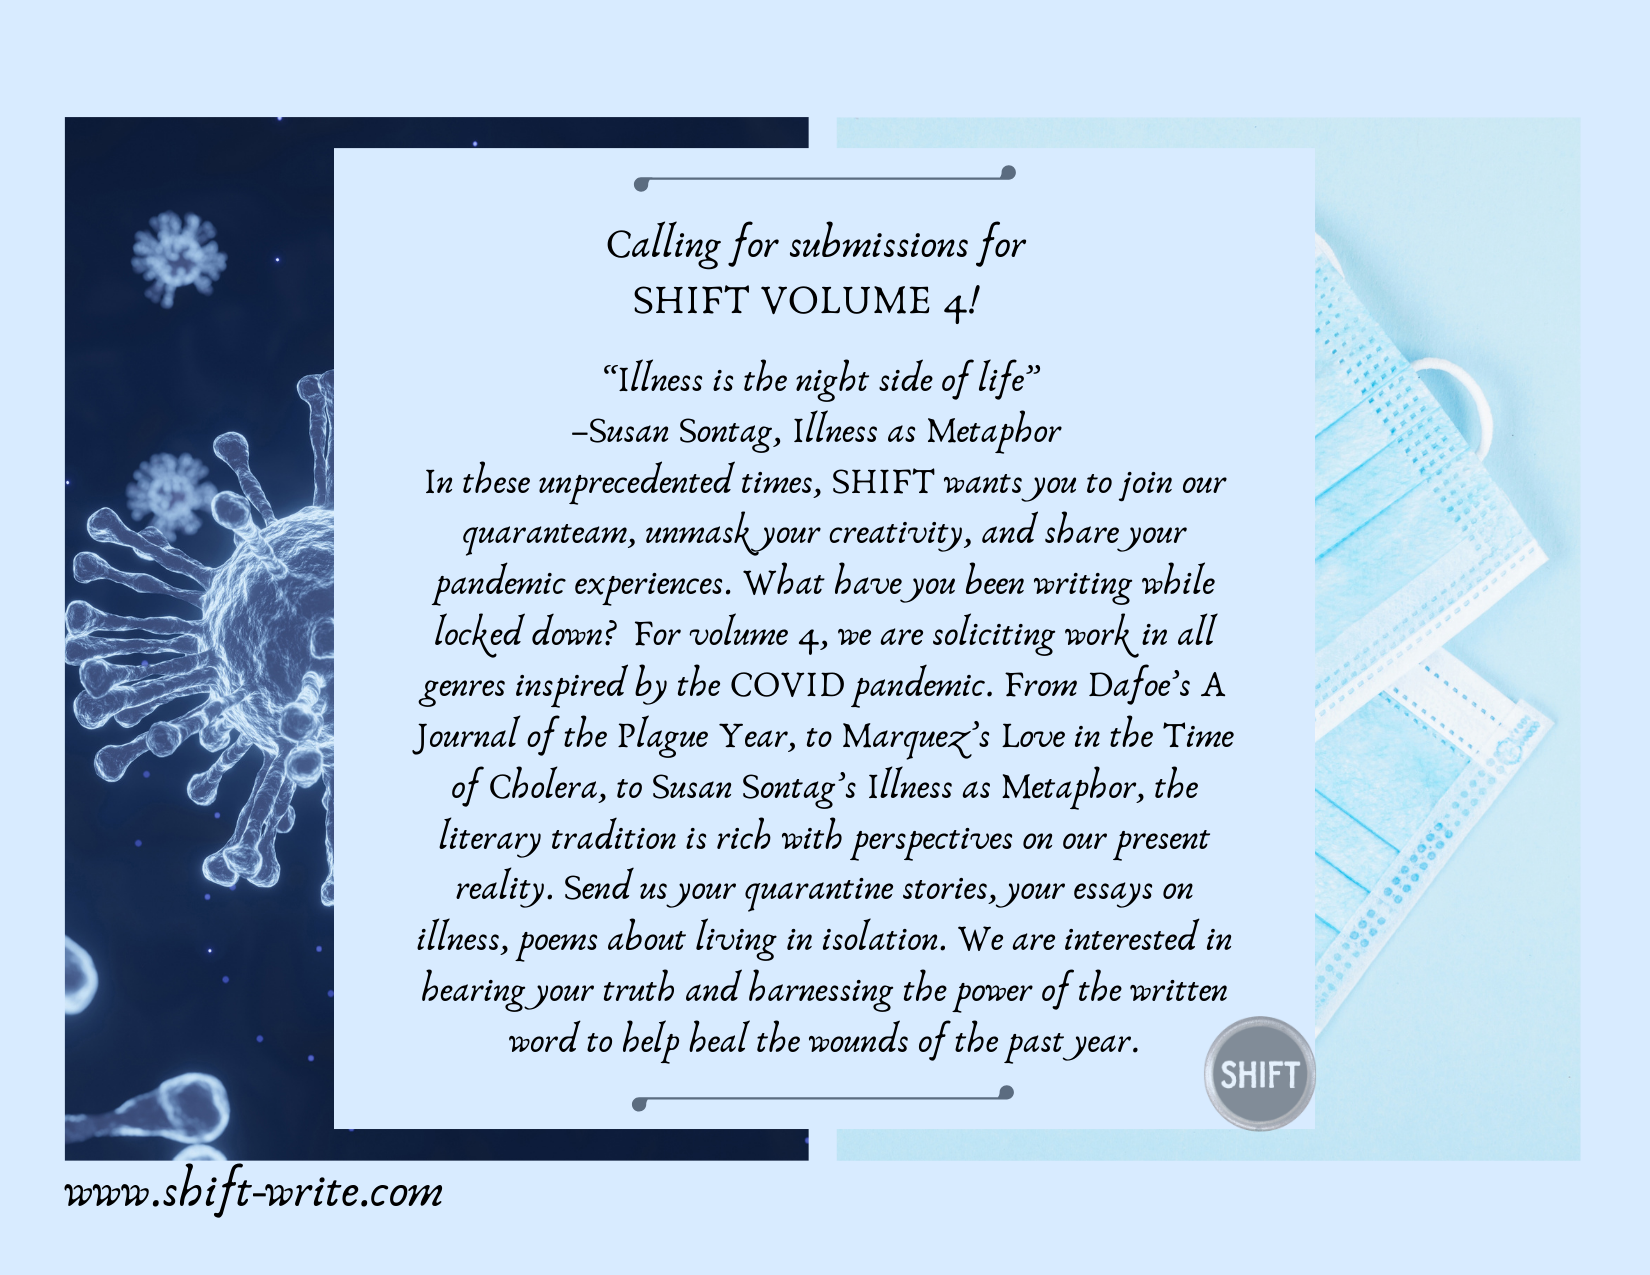 Calling for submissions for
SHIFT VOLUME 4!
“Illness is the night side of life”
–Susan Sontag, Illness as Metaphor
In these unprecedented times, SHIFT wants you to join our
quaranteam, unmask your creativity, and share your
pandemic experiences. What have you been writing while
locked down?  For volume 4, we are soliciting work in all
genres inspired by the COVID pandemic. From Dafoe’s A
Journal of the Plague Year, to Marquez’s Love in the Time
of Cholera, to Susan Sontag’s Illness as Metaphor, the
literary tradition is rich with perspectives on our present
reality. Send us your quarantine stories, your essays on
illness, poems about living in isolation. We are interested in
hearing your truth and harnessing the power of the written
word to help heal the wounds of the past year.
SHIFT
www.shift-write.com